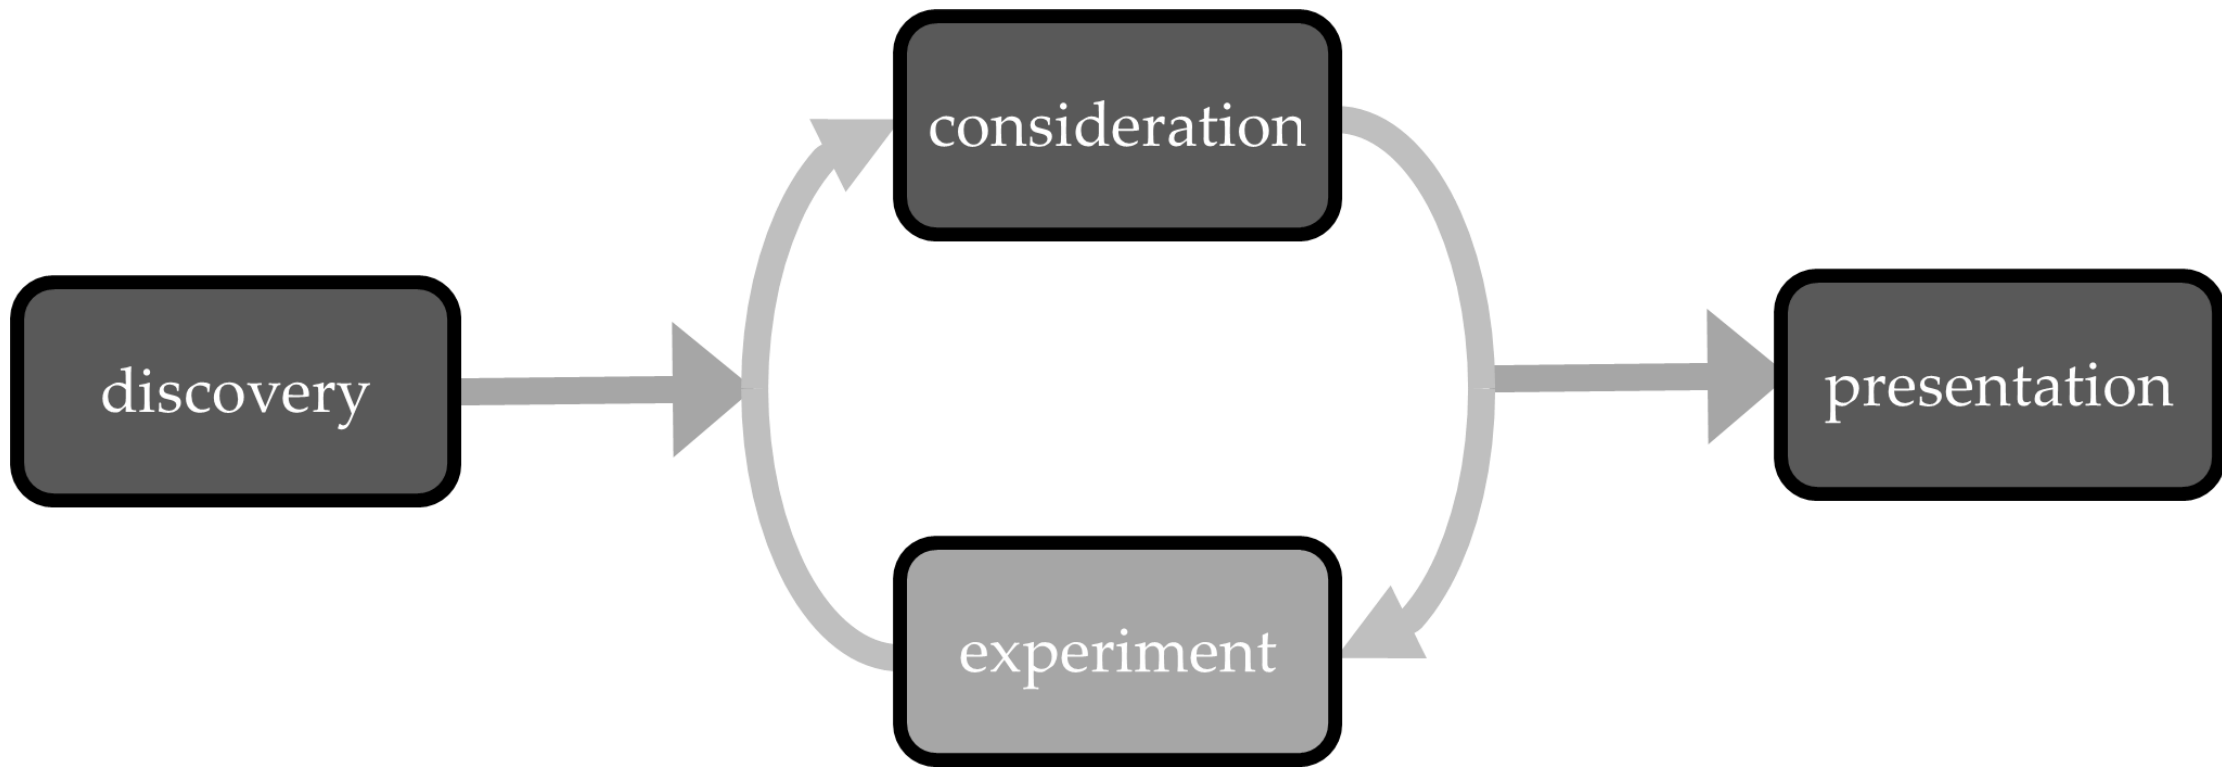 consideration
discovery
presentation
experiment